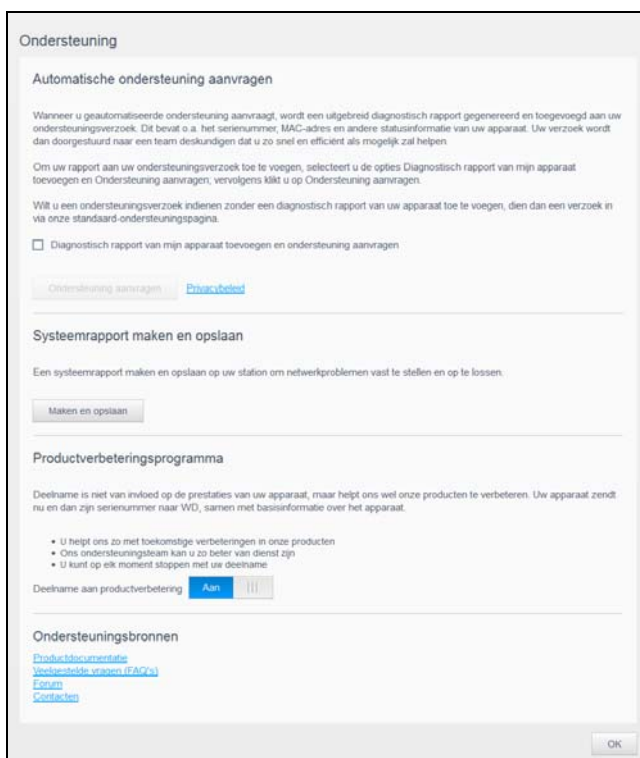 Ondersteuning
Automatische ondersteuning aanvragen
Wanneer u geautomatiseerde ondersteuning aanvraagt, wordt een uitgebreid diagnostisch rapport gegenereerd en toegevoegd aan uw
ondersteuningsverzoek. Dit bevat o.a. het serienummer, MAC-adres en andere statusinformatie van uw apparaat. Uw verzoek wordt
dan doorgestuurd naar een team deskundigen dat u zo snel en efficiënt als mogelijk zal helpen.
Om uw rapport aan uw ondersteuningsverzoek toe te voegen, selecteert u de opties Diagnostisch rapport van mijn apparaat
toevoegen en Ondersteuning aanvragen; vervolgens klikt u op Ondersteuning aanvragen.
Wilt u een ondersteuningsverzoek indienen zonder een diagnostisch rapport van uw apparaat toe te voegen, dien dan een verzoek in
via onze standaard-ondersteuningspagina.
Diagnostisch rapport van mijn apparaat toevoegen en ondersteuning aanvragen
Ondersteuning aanvragen Privacybeleid
Systeemrapport maken en opslaan
Een systeemrapport maken en opslaan op uw station om netwerkproblemen vast te stellen en op te lossen.
Maken en opslaan
Productverbeteringsprogramma
Deelname is niet van invloed op de prestaties van uw apparaat, maar helpt ons wel onze producten te verbeteren. Uw apparaat zendt
nu en dan zijn serienummer naar WD, samen met basisinformatie over het apparaat.
• U helpt ons zo met toekomstige verbeteringen in onze producten
• Ons ondersteuningsteam kan u zo beter van dienst zijn
• U kunt op elk moment stoppen met uw deelname
Deelname aan productverbetering Aan
Ondersteuningsbronnen
Productdocumentatie
Veelgestelde vragen (FAQ's)
Forum
Contacten
OK